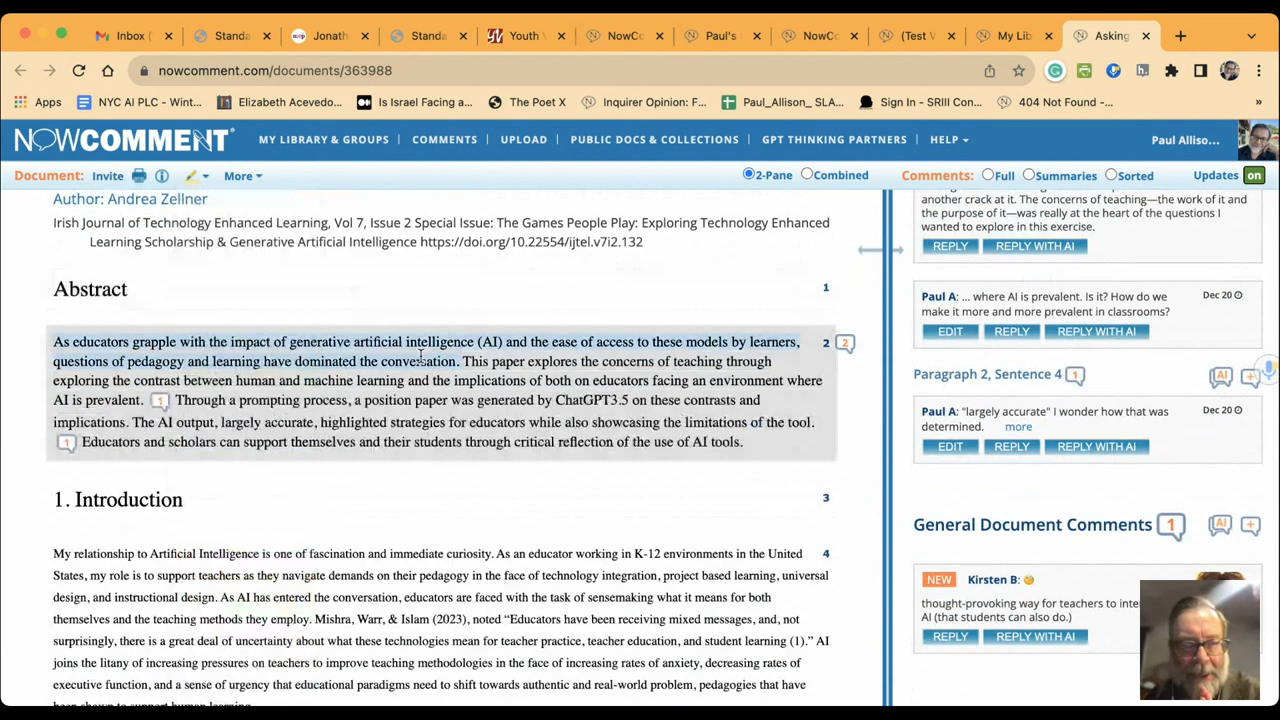 Inbox (
Standa
Jonath
Standa
Youth
NowCo
Paul's
NowCo
(Test V
My Lib
Asking
nowcomment.com/documents/363988
Apps
NYC AI PLC - Wint...
Elizabeth Acevedo...
Is Israel Facing a...
The Poet X
Inquirer Opinion: F...
Paul_Allison_ SLA...
Sign In - SRIII Con...
404 Not Found -...
»
NOWCOMMENT®
MY LIBRARY & GROUPS
COMMENTS
UPLOAD
PUBLIC DOCS & COLLECTIONS
GPT THINKING PARTNERS
HELP
Paul Alliso...
Document:
Invite
More
2-Pane
Combined
Comments:
Full
Summaries
Sorted
Updates
on
Author: Andrea Zellner
Irish Journal of Technology Enhanced Learning, Vol 7, Issue 2 Special Issue: The Games People Play: Exploring Technology Enhanced
Learning Scholarship & Generative Artificial Intelligence https://doi.org/10.22554/ijtel.v7i2.132
Abstract
1
As educators grapple with the impact of generative artificial intelligence (AI) and the ease of access to these models by learners,
2
2
questions of pedagogy and learning have dominated the conversation. This paper explores the concerns of teaching through
exploring the contrast between human and machine learning and the implications of both on educators facing an environment where
AI is prevalent. 1 Through a prompting process, a position paper was generated by ChatGPT3.5 on these contrasts and
implications. The AI output, largely accurate, highlighted strategies for educators while also showcasing the limitations of the tool.
1 Educators and scholars can support themselves and their students through critical reflection of the use of AI tools.
1. Introduction
3
My relationship to Artificial Intelligence is one of fascination and immediate curiosity. As an educator working in K-12 environments in the United
4
States, my role is to support teachers as they navigate demands on their pedagogy in the face of technology integration, project based learning, universal
design, and instructional design. As AI has entered the conversation, educators are faced with the task of sensemaking what it means for both
themselves and the teaching methods they employ. Mishra, Warr, & Islam (2023), noted “Educators have been receiving mixed messages, and, not
surprisingly, there is a great deal of uncertainty about what these technologies mean for teacher practice, teacher education, and student learning (1).” AI
joins the litany of increasing pressures on teachers to improve teaching methodologies in the face of increasing rates of anxiety, decreasing rates of
executive function, and a sense of urgency that educational paradigms need to shift towards authentic and real-world problem, pedagogies that have
been shown to support human learning.
another crack at it. The concerns of teaching—the work of it and
the purpose of it—was really at the heart of the questions I
wanted to explore in this exercise.
REPLY
REPLY WITH AI
Paul A: ... where AI is prevalent. Is it? How do we
Dec 20
make it more and more prevalent in classrooms?
EDIT
REPLY
REPLY WITH AI
Paragraph 2, Sentence 4
1
AI
+
Paul A: "largely accurate" I wonder how that was
Dec 20
determined. more
EDIT
REPLY
REPLY WITH AI
General Document Comments
1
AI
+
NEW
Kirsten B:
thought-provoking way for teachers to
AI (that students can also do.)
REPLY
REPLY WITH AI